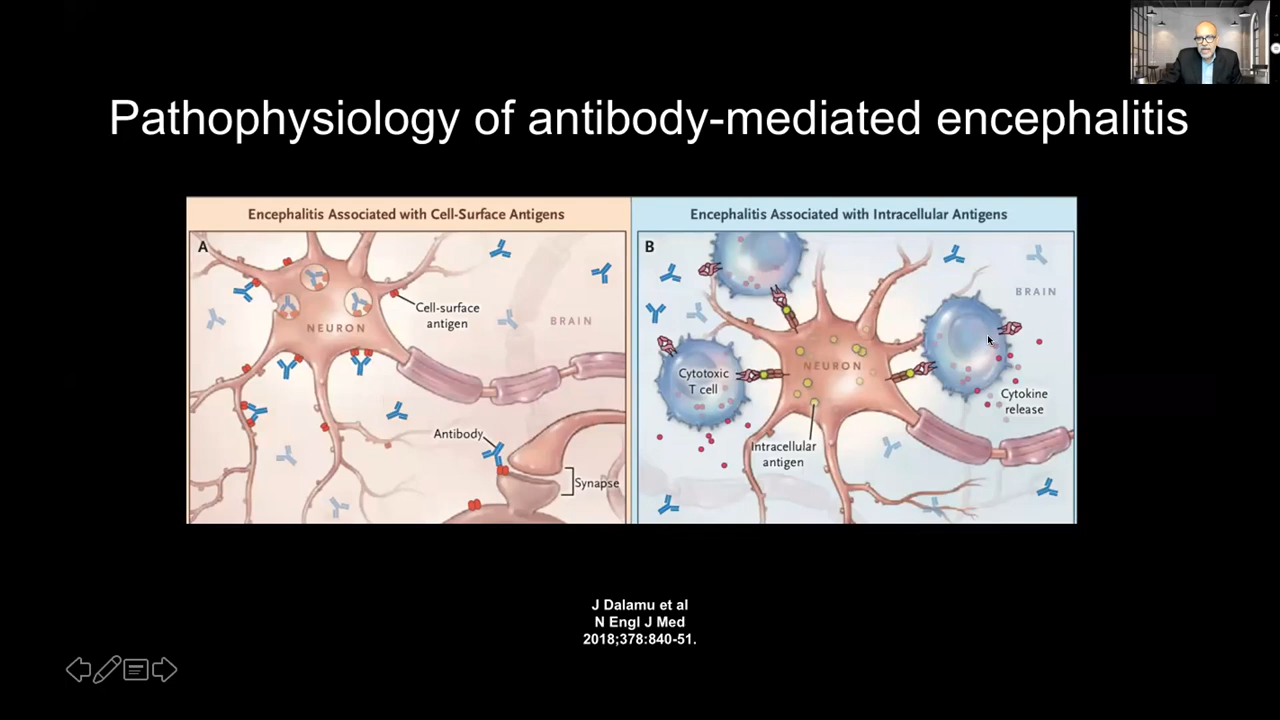 Pathophysiology of antibody-mediated encephalitis
Encephalitis Associated with Cell-Surface Antigens
A
NEURON
Cell-surface
antigen
BRAIN
Antibody
Synapse
Encephalitis Associated with Intracellular Antigens
B
BRAIN
NEURON
Cytotoxic
T cell
Cytokine
release
Intracellular
antigen
J Dalamu et al
N Engl J Med
2018;378:840-51.